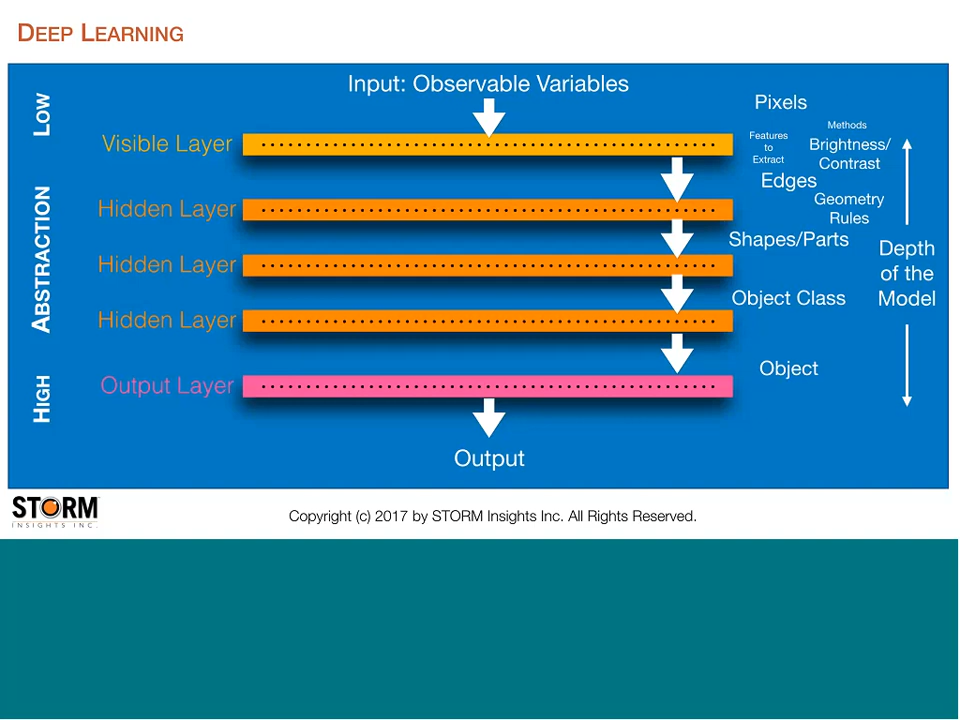 DEEP LEARNING
Input: Observable Variables
LOW
ABSTRACTION
HIGH
Visible Layer
Hidden Layer
Hidden Layer
Hidden Layer
Output Layer
Output
Pixels
Features
to
Extract
Methods
Brightness/
Contrast
Edges
Geometry
Rules
Shapes/Parts
Object Class
Object
Depth
of the
Model
STORM
INSIGHTS INC.
Copyright (c) 2017 by STORM Insights Inc. All Rights Reserved.